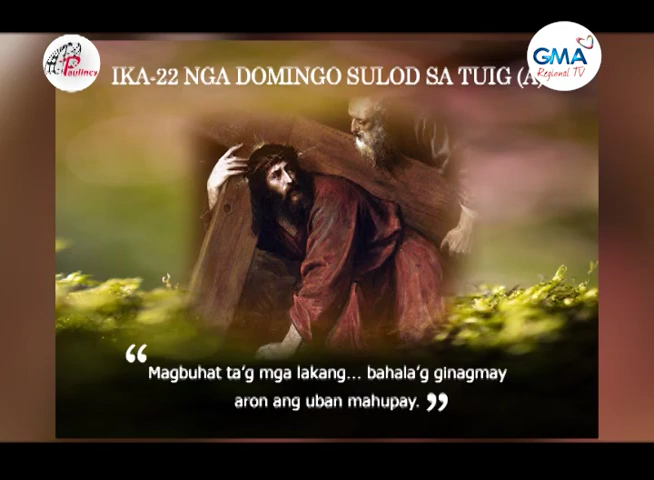 Paulincy
IKA-22 NGA DOMINGO SULOD SA TUIG (A)
GMA
Regional TV
“Magbuhat ta’g mga lakang... bahala’g ginagmay
aron ang uban mahupay.”